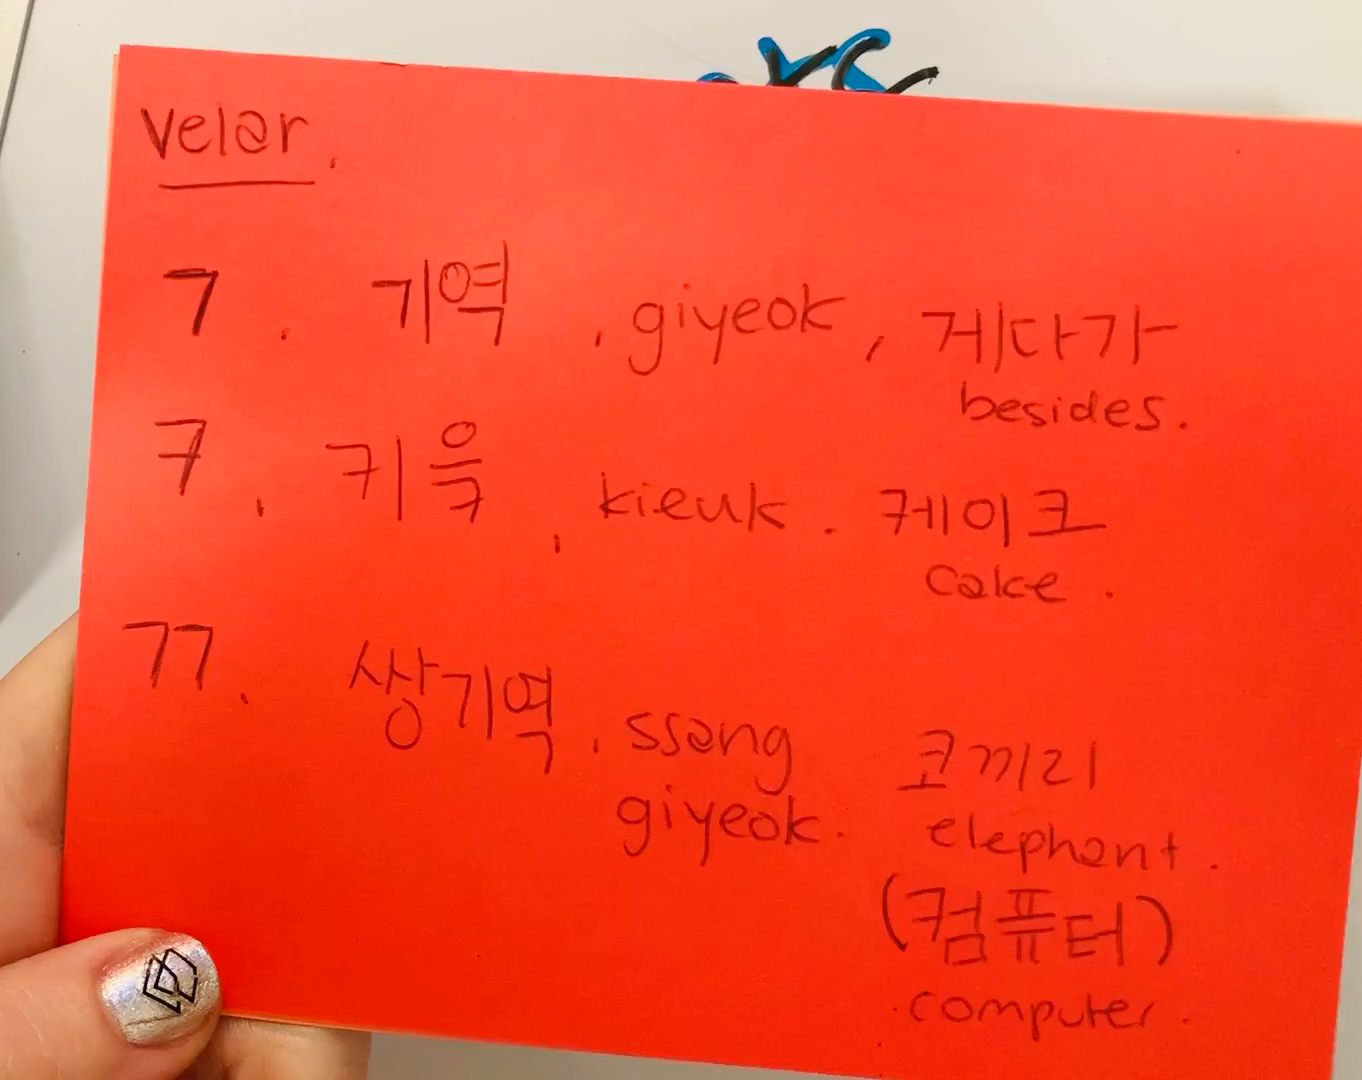 velar.
ㄱ. 기역, giyeok, 게다가
besides.
ㅋ, 키읔, kieuk. 케이크
cake.
ㄲ. 쌍기역, ssang 코끼리
giyeok. elephant.
(컴퓨터)
computer.